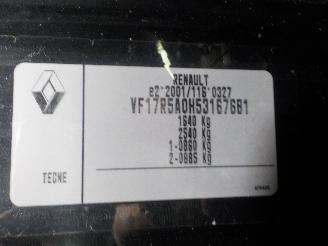 RENAULT
e2*2001/116*0327
VF17R5A0H53167681
1640 Kg
2540 Kg
1-0860 Kg
2-0885 Kg
TECNE